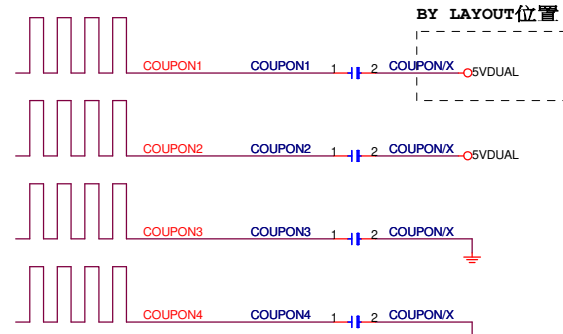 BY LAYOUT位置
COUPON1 COUPON1 1 2 COUPON/X 5VDUAL
COUPON2 COUPON2 1 2 COUPON/X 5VDUAL
COUPON3 COUPON3 1 2 COUPON/X
COUPON4 COUPON4 1 2 COUPON/X